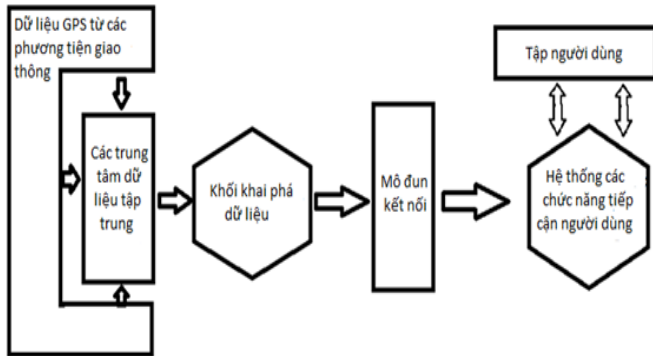 Dữ liệu GPS từ các
phương tiện giao
thông
Các trung
tâm dữ
liệu tập
trung
Khối khai phá
dữ liệu
Mô đun
kết nối
Tập người dùng
Hệ thống các
chức năng tiếp
cận người dùng